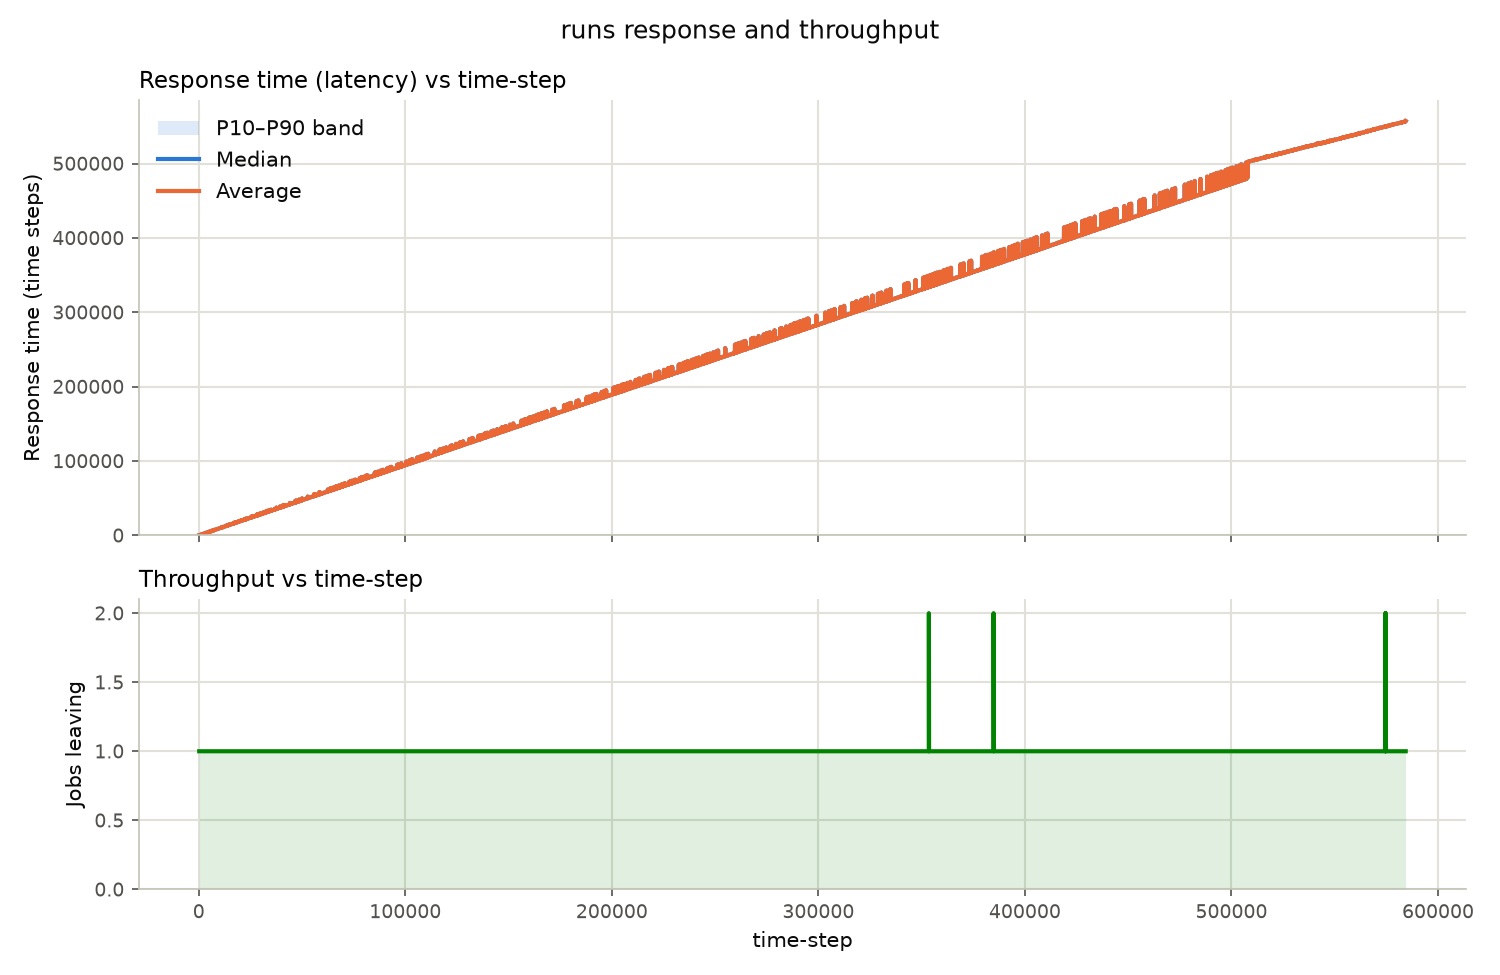 runs response and throughput
Response time (latency) vs time-step
P10–P90 band
Median
Average
Response time (time steps)
500000
400000
300000
200000
100000
0
Throughput vs time-step
Jobs leaving
2.0
1.5
1.0
0.5
0.0
0 100000 200000 300000 400000 500000 600000
time-step